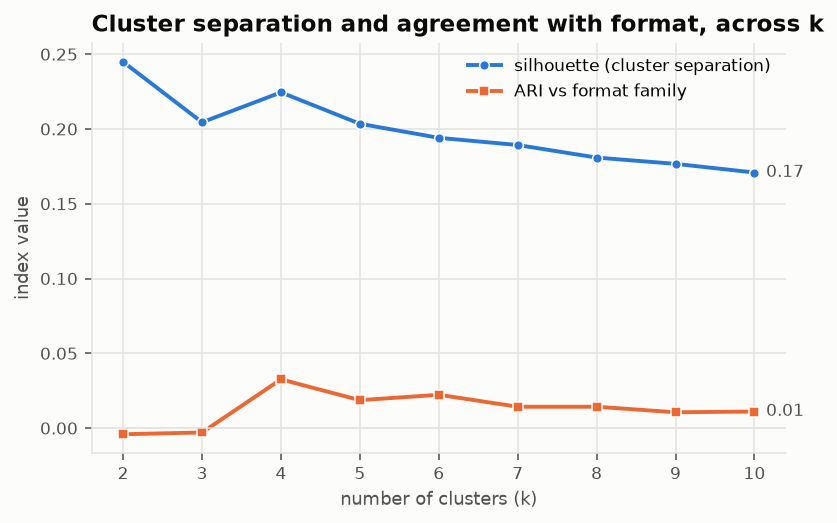 Cluster separation and agreement with format, across k
silhouette (cluster separation)
ARI vs format family
index value
0.25
0.20
0.15
0.10
0.05
0.00
0.17
0.01
2 3 4 5 6 7 8 9 10
number of clusters (k)